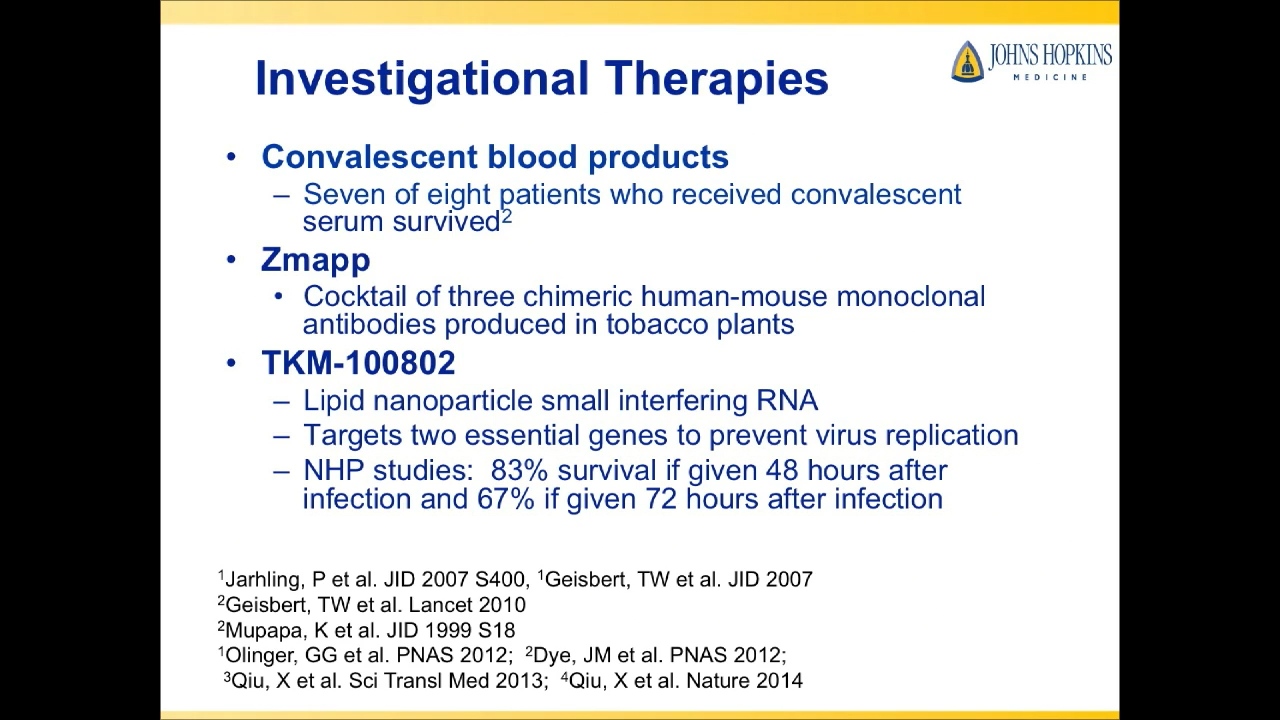 Investigational Therapies
JOHNS HOPKINS
MEDICINE
• Convalescent blood products
– Seven of eight patients who received convalescent
serum survived²
• Zmapp
• Cocktail of three chimeric human-mouse monoclonal
antibodies produced in tobacco plants
• TKM-100802
– Lipid nanoparticle small interfering RNA
– Targets two essential genes to prevent virus replication
– NHP studies:  83% survival if given 48 hours after
infection and 67% if given 72 hours after infection
¹Jarhling, P et al. JID 2007 S400, ¹Geisbert, TW et al. JID 2007
²Geisbert, TW et al. Lancet 2010
²Mupapa, K et al. JID 1999 S18
¹Olinger, GG et al. PNAS 2012;  ²Dye, JM et al. PNAS 2012;
³Qiu, X et al. Sci Transl Med 2013;  ⁴Qiu, X et al. Nature 2014